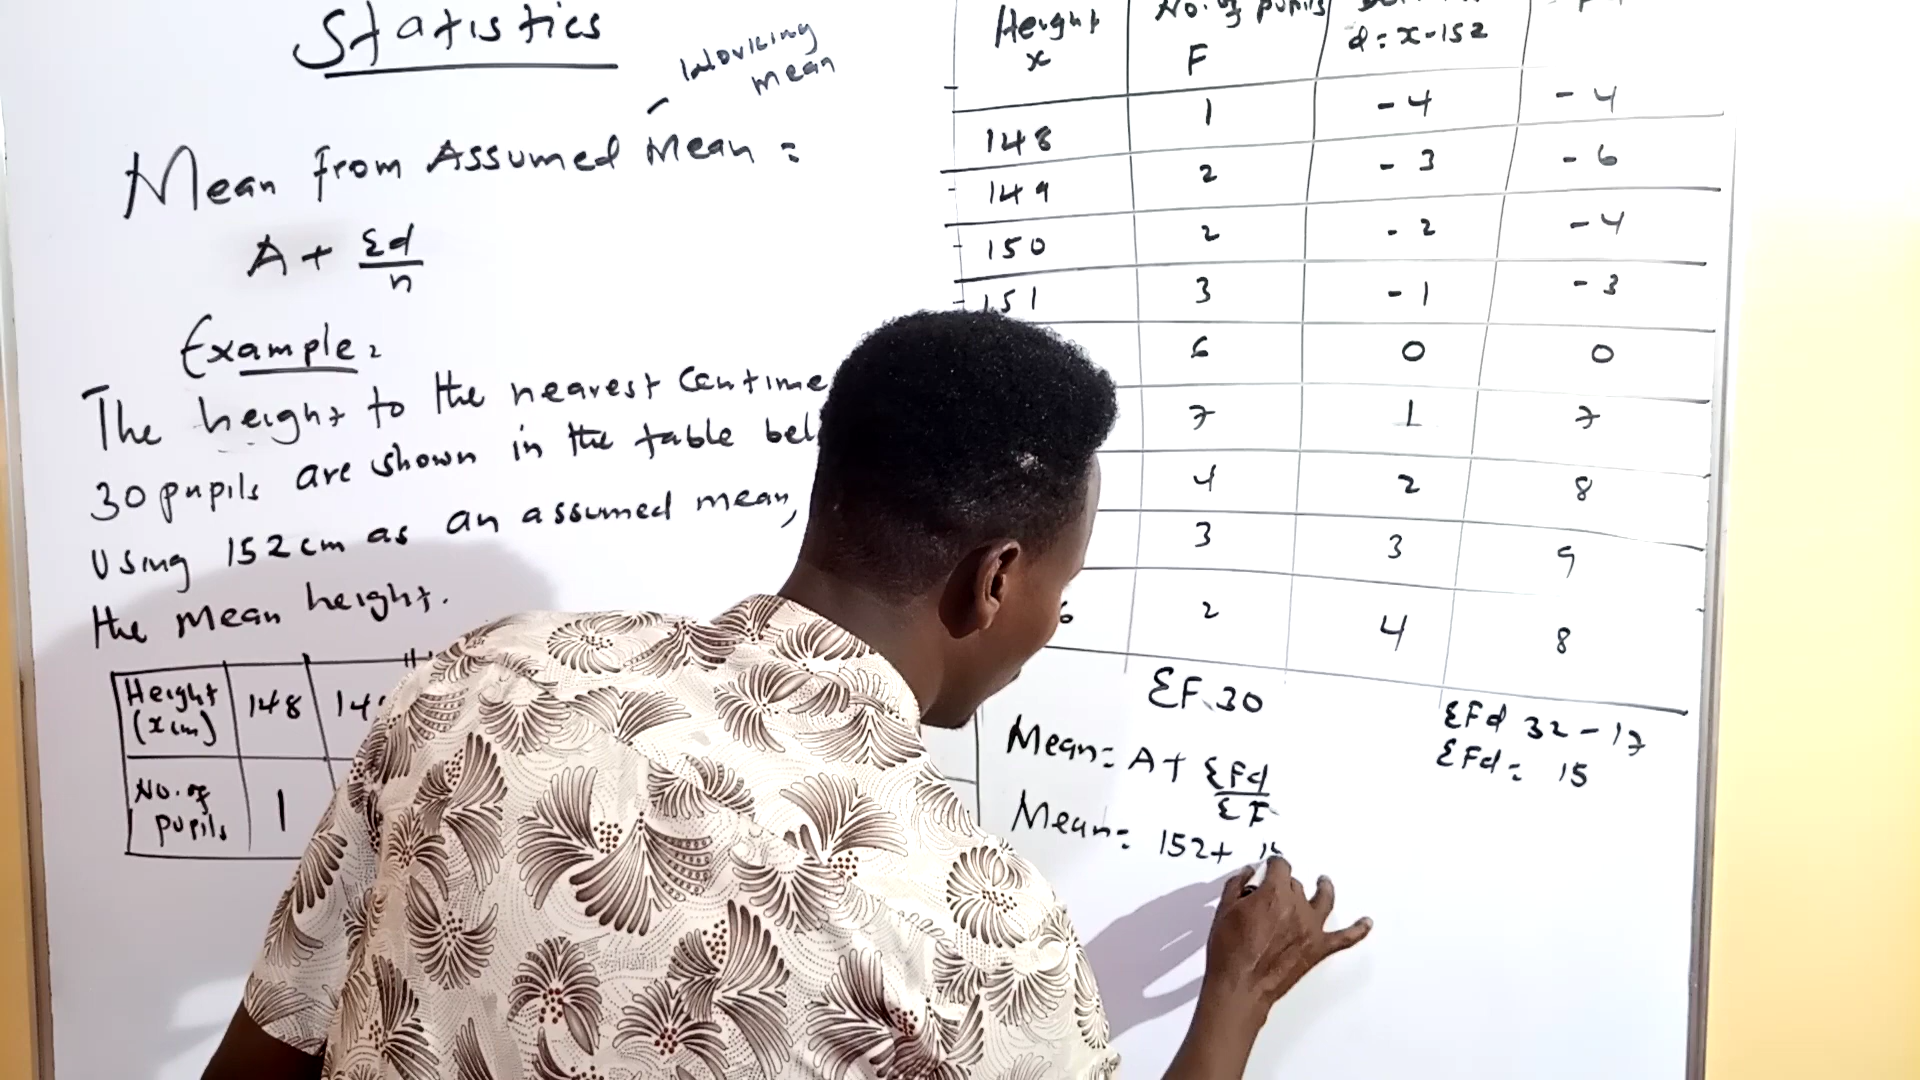 Statistics
mean
Mean from Assumed Mean =
A + Σd
n
Example:
The height to the nearest Centime
30 pupils are shown in the table bel
Using 152 cm as an assumed mean,
the mean height.
Height 148 14
(x cm)
No. of 1
pupils
Height No. of pupils
x F d = x-152
148 1 -4 -4
149 2 -3 -6
150 2 -2 -4
151 3 -1 -3
6 0 0
7 1 7
4 2 8
3 3 9
6 2 4 8
ΣF 30
ΣFd 32 - 17
ΣFd = 15
Mean = A + ΣFd
ΣF
Mean = 152 +